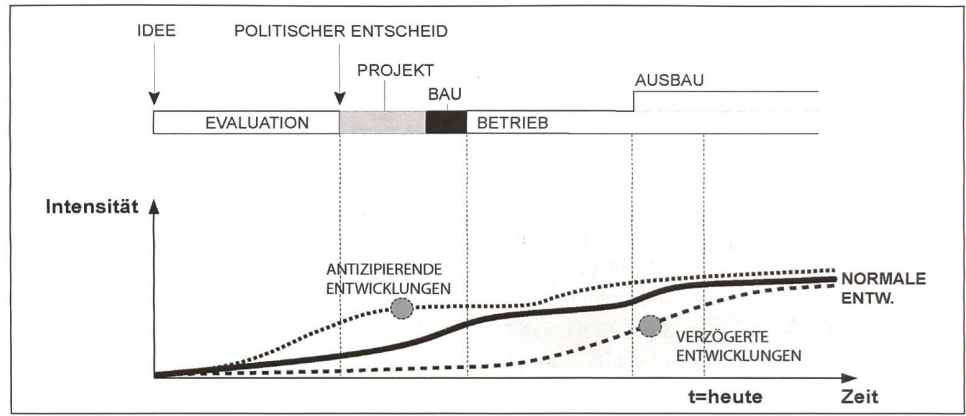 IDEE
POLITISCHER ENTSCHEID
PROJEKT
BAU
AUSBAU
EVALUATION
BETRIEB
Intensität
ANTIZIPIERENDE
ENTWICKLUNGEN
NORMALE
ENTW.
VERZÖGERTE
ENTWICKLUNGEN
t=heute
Zeit